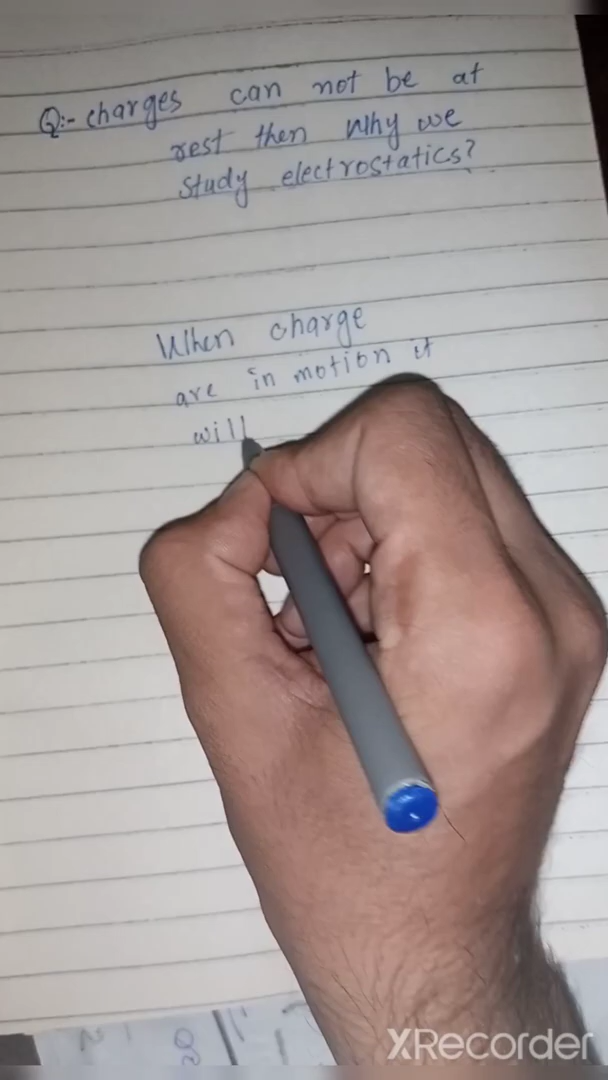 Q:- charges can not be at
rest then why we
study electrostatics?
When charge
are in motion it
will
XRecorder